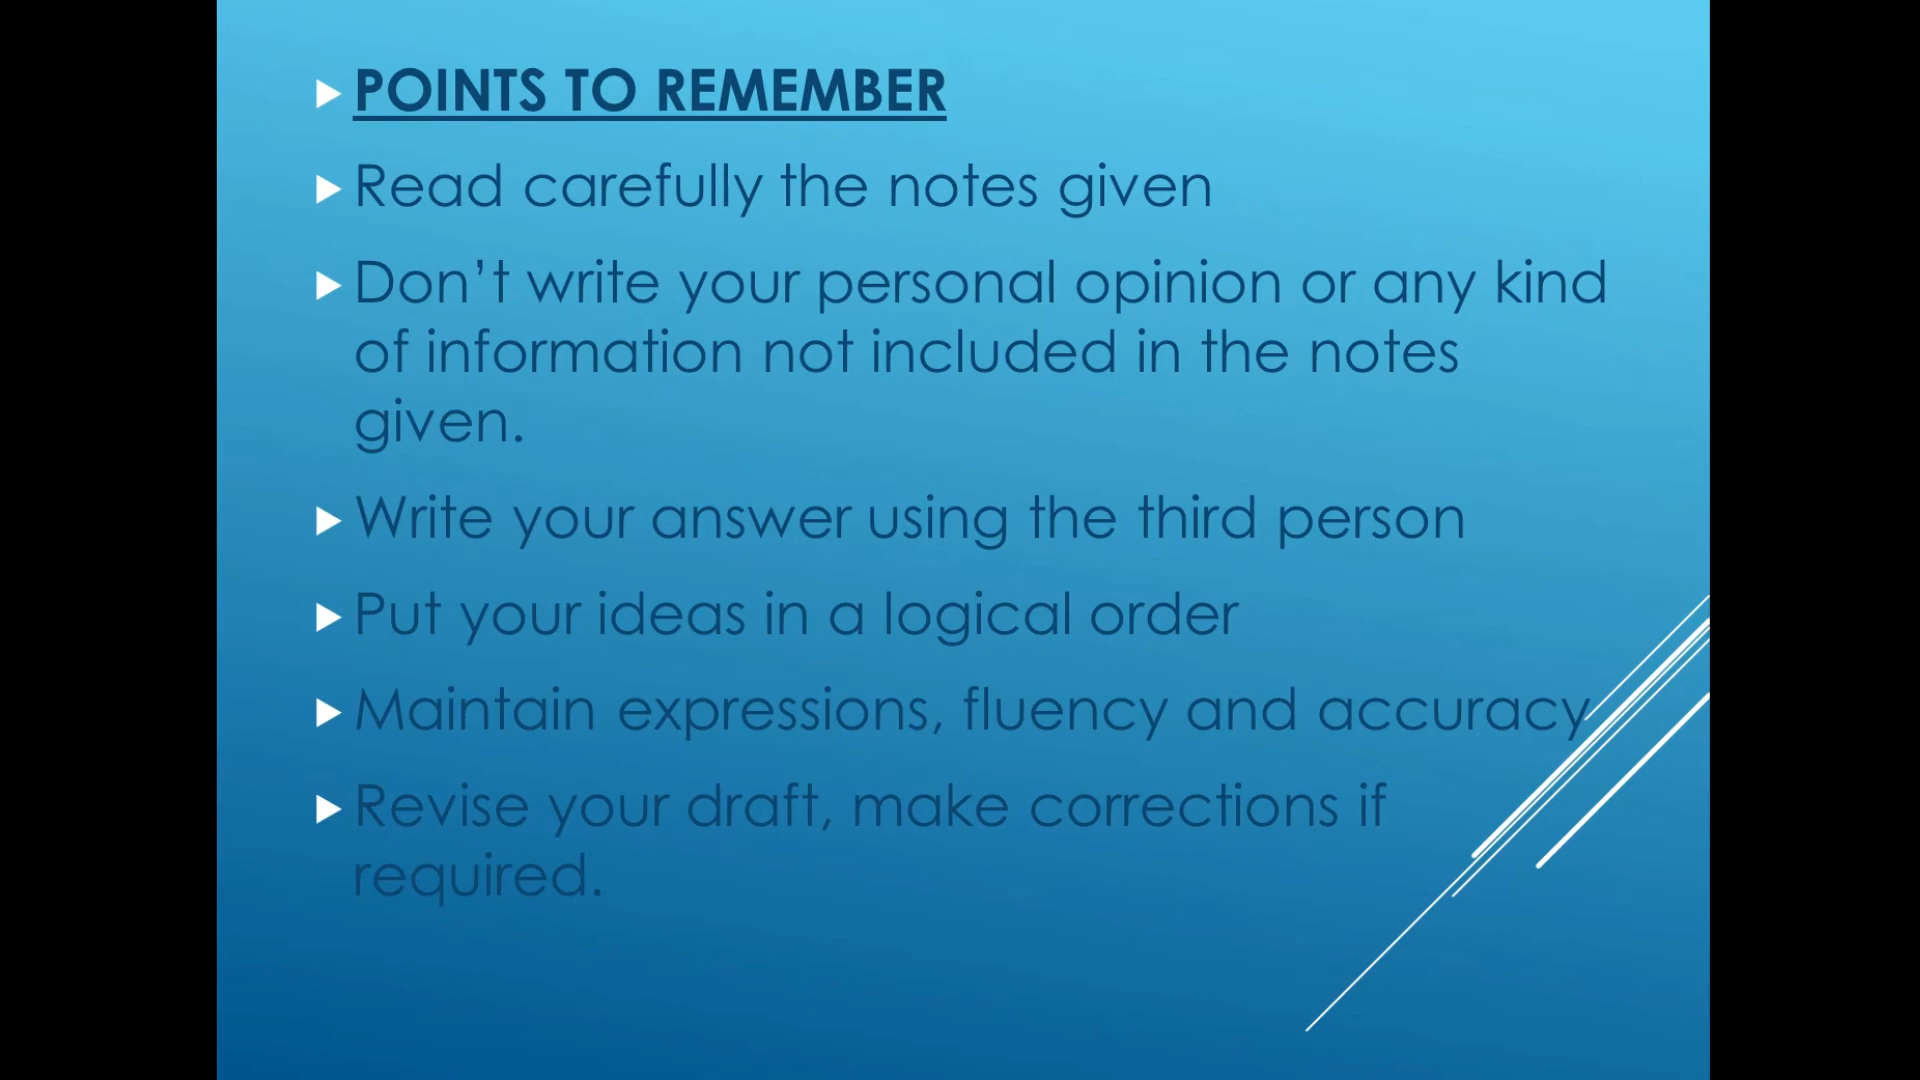 POINTS TO REMEMBER
Read carefully the notes given
Don’t write your personal opinion or any kind
of information not included in the notes
given.
Write your answer using the third person
Put your ideas in a logical order
Maintain expressions, fluency and accuracy
Revise your draft, make corrections if
required.